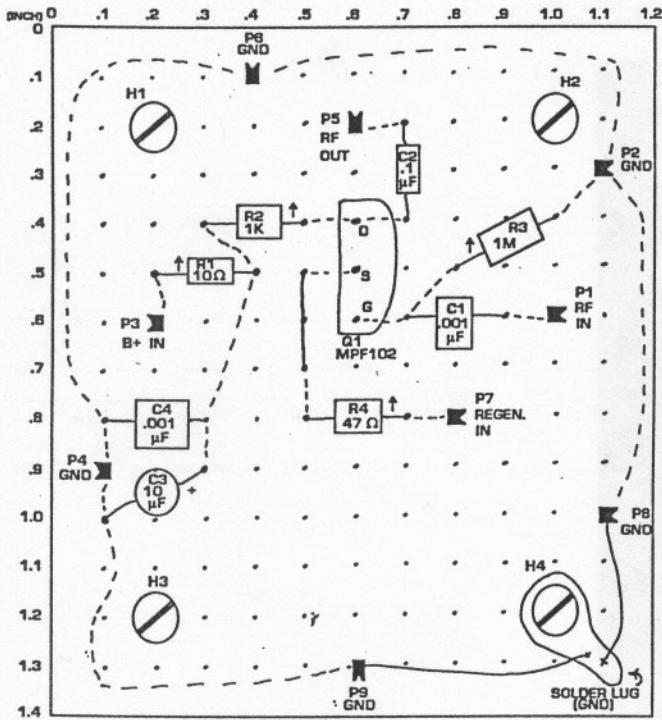 [INCH] 0 .1 .2 .3 .4 .5 .6 .7 .8 .9 1.0 1.1 1.2
0
.1
.2
.3
.4
.5
.6
.7
.8
.9
1.0
1.1
1.2
1.3
1.4
P6
GND
H1
H2
P5
RF
OUT
C2
.1
µF
P2
GND
R2
1K
D
R3
1M
R1
10Ω
S
P3
B+ IN
G
C1
.001
µF
P1
RF
IN
Q1
MPF102
C4
.001
µF
R4
47 Ω
P7
REGEN.
IN
P4
GND
C3
10
µF
+
P8
GND
H3
H4
P9
GND
SOLDER LUG
(GND)